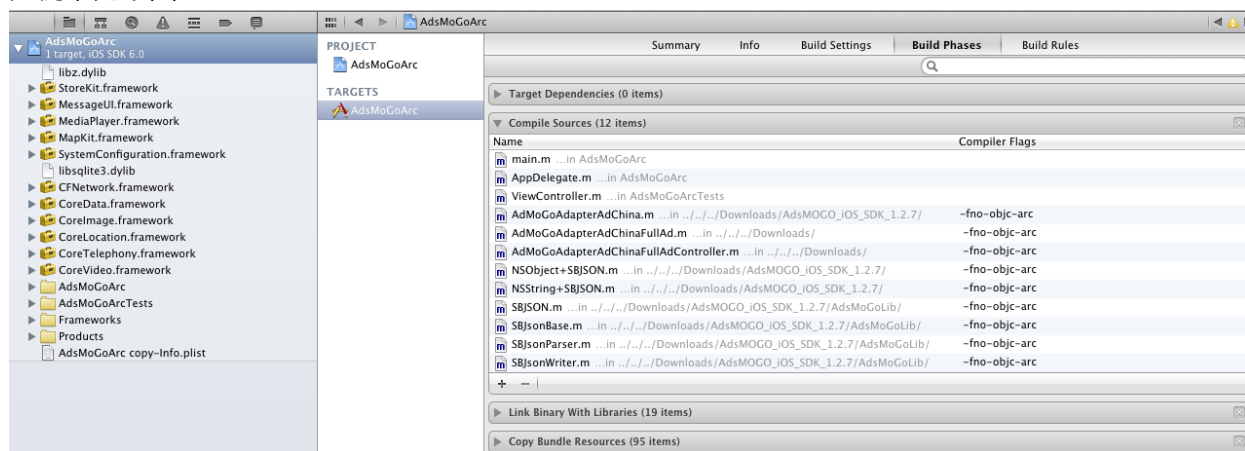 AdsMoGoArc
AdsMoGoArc
1 target, iOS SDK 6.0
libz.dylib
StoreKit.framework
MessageUI.framework
MediaPlayer.framework
MapKit.framework
SystemConfiguration.framework
libsqlite3.dylib
CFNetwork.framework
CoreData.framework
CoreImage.framework
CoreLocation.framework
CoreTelephony.framework
CoreVideo.framework
AdsMoGoArc
AdsMoGoArcTests
Frameworks
Products
AdsMoGoArc copy-Info.plist
PROJECT
AdsMoGoArc
TARGETS
AdsMoGoArc
Summary Info Build Settings Build Phases Build Rules
Target Dependencies (0 items)
Compile Sources (12 items)
Name Compiler Flags
main.m ...in AdsMoGoArc
AppDelegate.m ...in AdsMoGoArc
ViewController.m ...in AdsMoGoArcTests
AdMoGoAdapterAdChina.m ...in ../../../Downloads/AdsMOGO_iOS_SDK_1.2.7/ -fno-objc-arc
AdMoGoAdapterAdChinaFullAd.m ...in ../../../Downloads/ -fno-objc-arc
AdMoGoAdapterAdChinaFullAdController.m ...in ../../../Downloads/ -fno-objc-arc
NSObject+SBJSON.m ...in ../../../Downloads/AdsMOGO_iOS_SDK_1.2.7/ -fno-objc-arc
NSString+SBJSON.m ...in ../../../Downloads/AdsMOGO_iOS_SDK_1.2.7/ -fno-objc-arc
SBJSON.m ...in ../../../Downloads/AdsMOGO_iOS_SDK_1.2.7/AdsMoGoLib/ -fno-objc-arc
SBJsonBase.m ...in ../../../Downloads/AdsMOGO_iOS_SDK_1.2.7/AdsMoGoLib/ -fno-objc-arc
SBJsonParser.m ...in ../../../Downloads/AdsMOGO_iOS_SDK_1.2.7/AdsMoGoLib/ -fno-objc-arc
SBJsonWriter.m ...in ../../../Downloads/AdsMOGO_iOS_SDK_1.2.7/AdsMoGoLib/ -fno-objc-arc
Link Binary With Libraries (19 items)
Copy Bundle Resources (95 items)